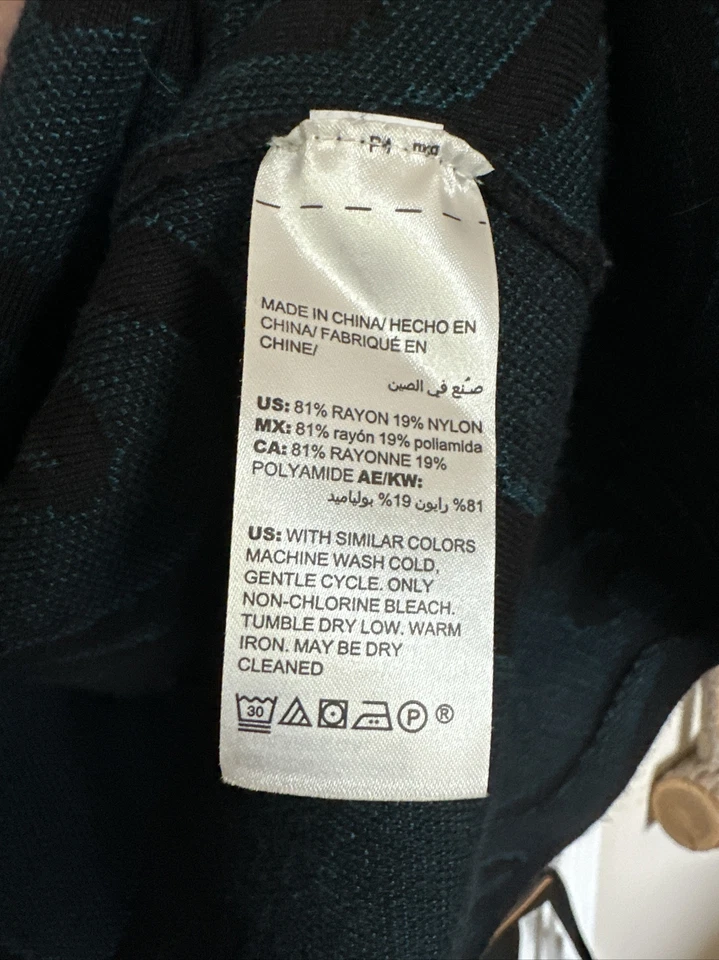 MADE IN CHINA/ HECHO EN
CHINA/ FABRIQUÉ EN
CHINE/
صُنع في الصين
US: 81% RAYON 19% NYLON
MX: 81% rayón 19% poliamida
CA: 81% RAYONNE 19%
POLYAMIDE AE/KW:
81% رايون 19% بولياميد
US: WITH SIMILAR COLORS
MACHINE WASH COLD,
GENTLE CYCLE. ONLY
NON-CHLORINE BLEACH.
TUMBLE DRY LOW. WARM
IRON. MAY BE DRY
CLEANED
30 P ®